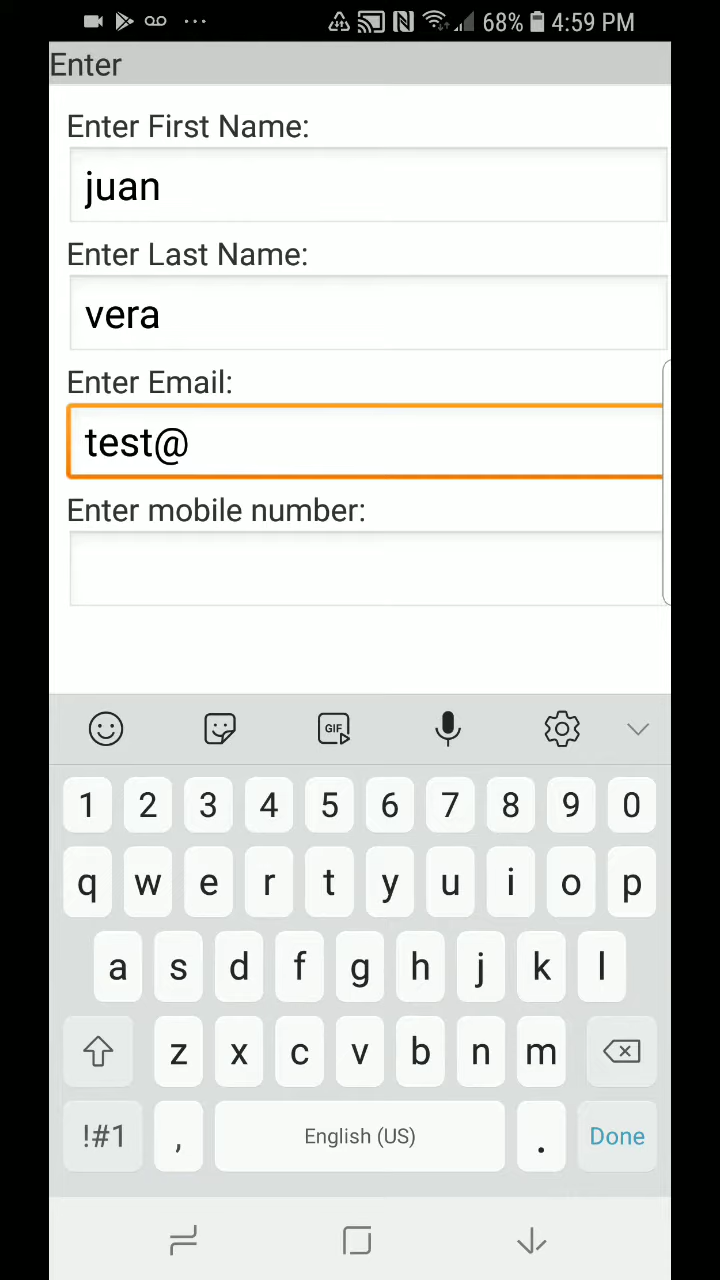 68% 4:59 PM
Enter
Enter First Name:
juan
Enter Last Name:
vera
Enter Email:
test@
Enter mobile number:
GIF
1 2 3 4 5 6 7 8 9 0
q w e r t y u i o p
a s d f g h j k l
z x c v b n m
!#1 , English (US) . Done